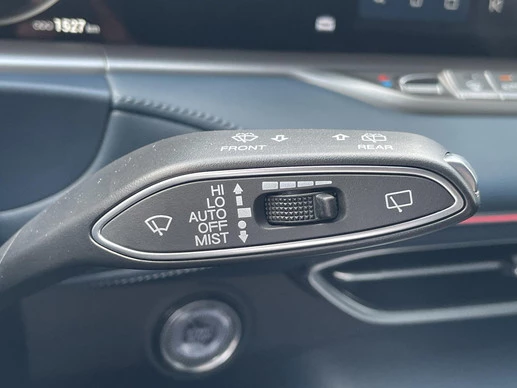 1527 km
FRONT
REAR
HI
LO
AUTO
OFF
MIST